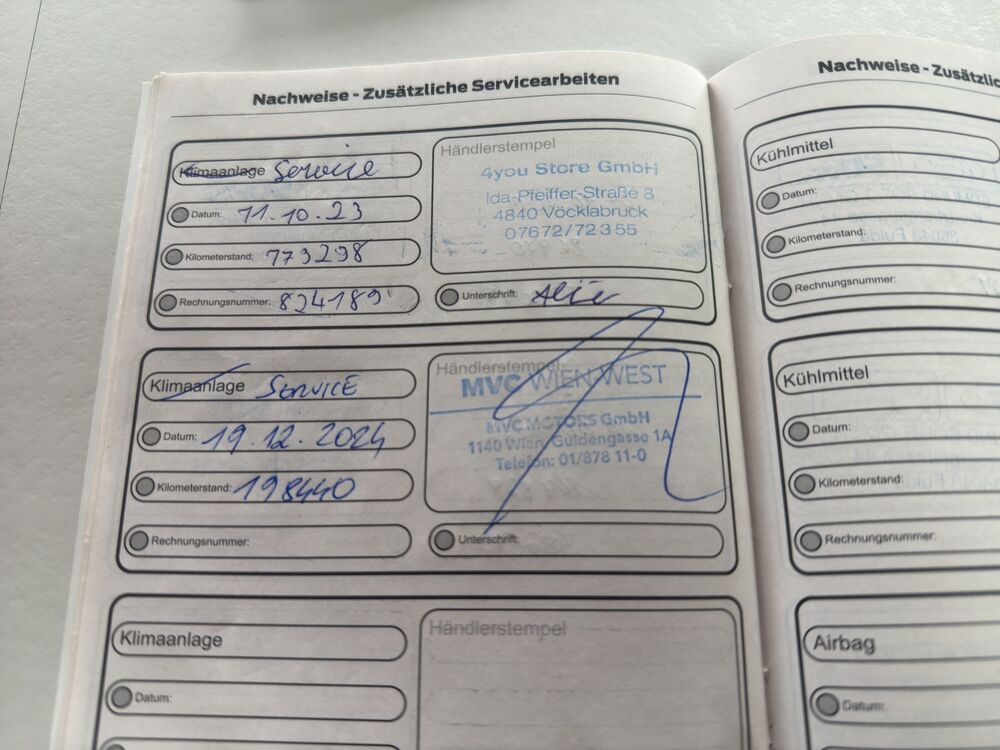 Nachweise - Zusätzliche Servicearbeiten
Klimaanlage Service
Datum: 11.10.23
Kilometerstand: 173298
Rechnungsnummer: 824189
Händlerstempel
4you Store GmbH
Ida-Pfeiffer-Straße 8
4840 Vöcklabruck
07672/72355
Unterschrift:
Klimaanlage SERVICE
Datum: 19.12.2024
Kilometerstand: 198440
Rechnungsnummer:
Händlerstempel
MVC WIEN WEST
MVC MOTORS GmbH
1140 Wien, Guldengasse 1A
Telefon: 01/878 11-0
Unterschrift:
Klimaanlage
Datum:
Händlerstempel
Nachweise - Zusätzlic
Kühlmittel
Datum:
Kilometerstand:
Rechnungsnummer:
Kühlmittel
Datum:
Kilometerstand:
Rechnungsnummer:
Airbag
Datum: